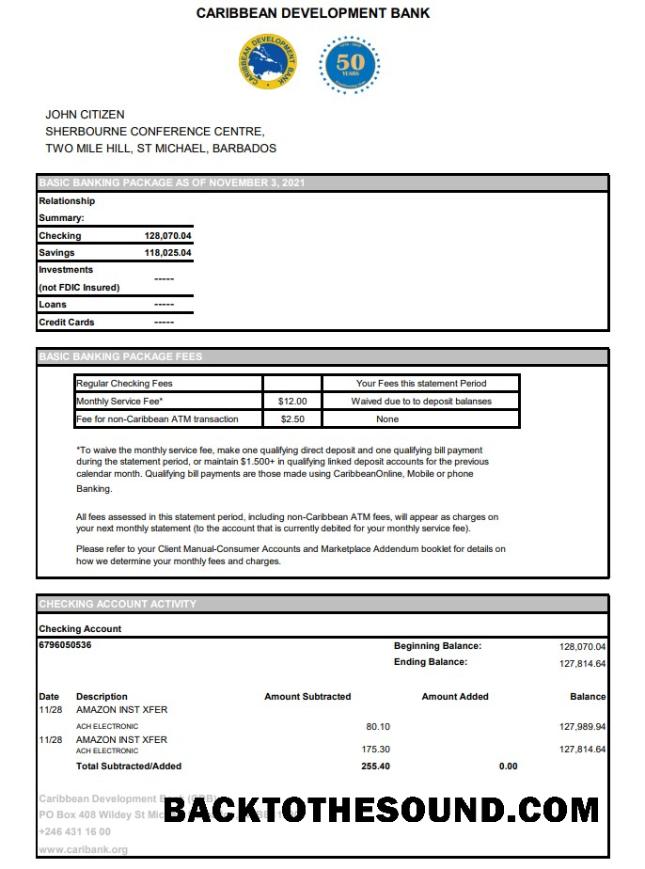 CARIBBEAN DEVELOPMENT BANK
CARIBBEAN DEVELOPMENT BANK
50
YEARS
JOHN CITIZEN
SHERBOURNE CONFERENCE CENTRE,
TWO MILE HILL, ST MICHAEL, BARBADOS
BASIC BANKING PACKAGE AS OF NOVEMBER 3, 2021
Relationship
Summary:
Checking 128,070.04
Savings 118,025.04
Investments
(not FDIC Insured) -----
Loans -----
Credit Cards -----
BASIC BANKING PACKAGE FEES
Regular Checking Fees Your Fees this statement Period
Monthly Service Fee* $12.00 Waived due to to deposit balanses
Fee for non-Caribbean ATM transaction $2.50 None
*To waive the monthly service fee, make one qualifying direct deposit and one qualifying bill payment
during the statement period, or maintain $1.500+ in qualifying linked deposit accounts for the previous
calendar month. Qualifying bill payments are those made using CaribbeanOnline, Mobile or phone
Banking.
All fees assessed in this statement period, including non-Caribbean ATM fees, will appear as charges on
your next monthly statement (to the account that is currently debited for your monthly service fee).
Please refer to your Client Manual-Consumer Accounts and Marketplace Addendum booklet for details on
how we determine your monthly fees and charges.
CHECKING ACCOUNT ACTIVITY
Checking Account
6796050536 Beginning Balance: 128,070.04
Ending Balance: 127,814.64
Date Description Amount Subtracted Amount Added Balance
11/28 AMAZON INST XFER
ACH ELECTRONIC 80.10 127,989.94
11/28 AMAZON INST XFER
ACH ELECTRONIC 175.30 127,814.64
Total Subtracted/Added 255.40 0.00
Caribbean Development Bank (CDB)
PO Box 408 Wildey St
BACKTOTHESOUND.COM
+246 431 16 00
www.caribank.org